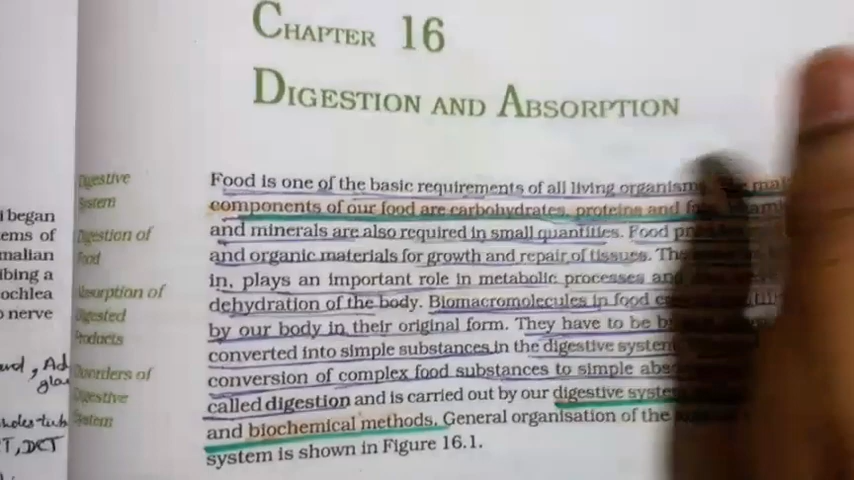 CHAPTER 16
DIGESTION AND ABSORPTION
Digestive
System
Digestion of
Food
Absorption of
Digested
Products
Disorders of
Digestive
System
Food is one of the basic requirements of all living organisms.
components of our food are carbohydrates, proteins and
and minerals are also required in small quantities. Food
and organic materials for growth and repair of tissues. The
in, plays an important role in metabolic processes and
dehydration of the body. Biomacromolecules in food
by our body in their original form. They have to be
converted into simple substances in the digestive system
conversion of complex food substances to simple
called digestion and is carried out by our digestive system
and biochemical methods. General organisation of the
system is shown in Figure 16.1.
began
ems of
malian
ibing a
ochlea
nerve